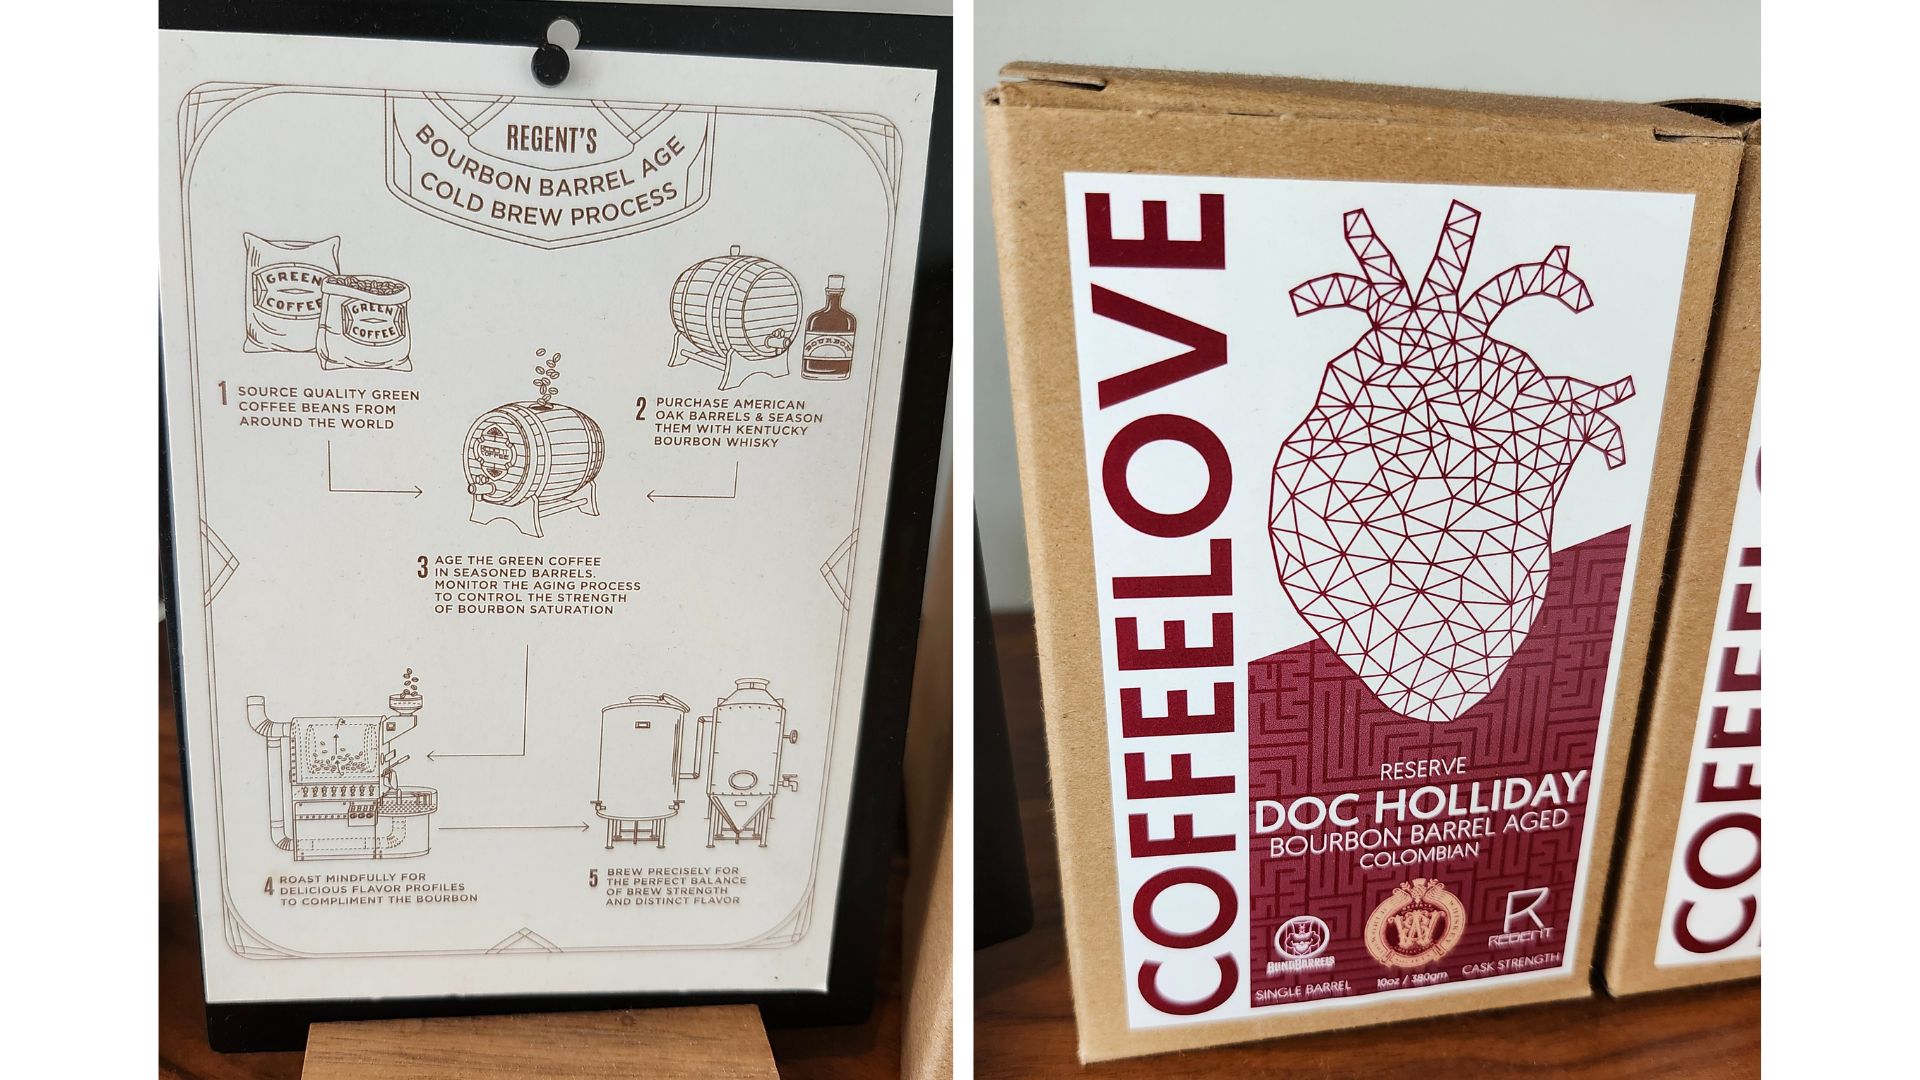 REGENT'S
BOURBON BARREL AGE
COLD BREW PROCESS
GREEN
COFFEE
GREEN
COFFEE
BOURBON
1 SOURCE QUALITY GREEN
COFFEE BEANS FROM
AROUND THE WORLD
2 PURCHASE AMERICAN
OAK BARRELS & SEASON
THEM WITH KENTUCKY
BOURBON WHISKY
REGENT
COFFEE
3 AGE THE GREEN COFFEE
IN SEASONED BARRELS.
MONITOR THE AGING PROCESS
TO CONTROL THE STRENGTH
OF BOURBON SATURATION
4 ROAST MINDFULLY FOR
DELICIOUS FLAVOR PROFILES
TO COMPLIMENT THE BOURBON
5 BREW PRECISELY FOR
THE PERFECT BALANCE
OF BREW STRENGTH
AND DISTINCT FLAVOR
COFFEELOVE
RESERVE
DOC HOLLIDAY
BOURBON BARREL AGED
COLOMBIAN
WHISKEY
R
REGENT
SINGLE BARREL
10oz / 380gm
CASK STRENGTH